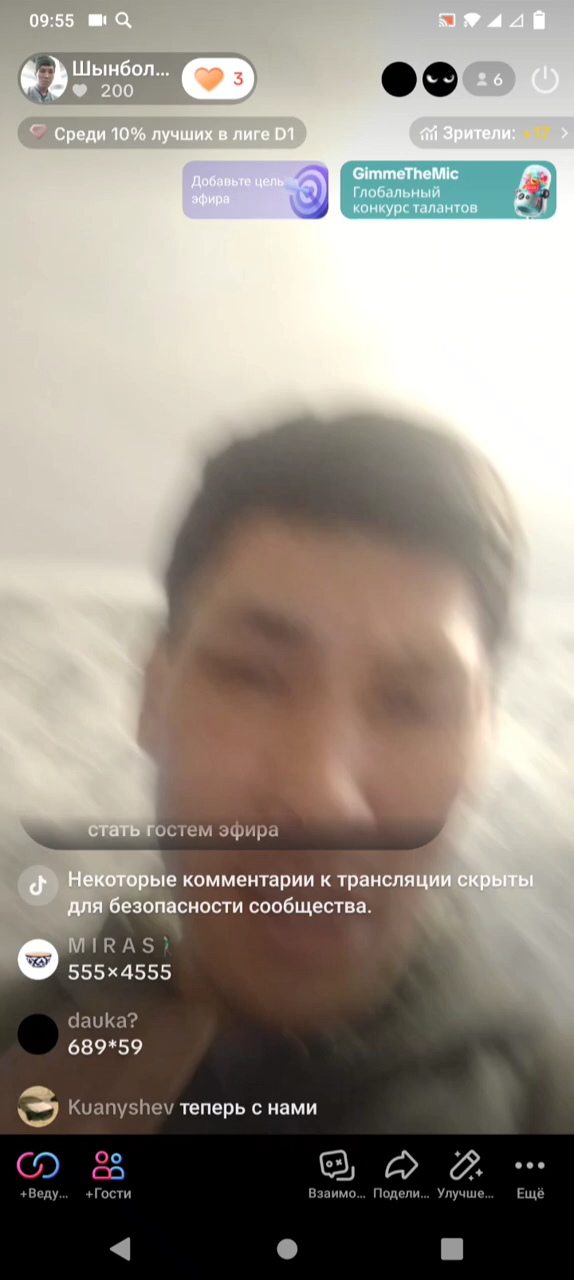 09:55
Шынбол...
200
3
6
Среди 10% лучших в лиге D1
Зрители: +17
Добавьте цель
эфира
GimmeTheMic
Глобальный
конкурс талантов
стать гостем эфира
Некоторые комментарии к трансляции скрыты
для безопасности сообщества.
M I R A S
555×4555
dauka?
689*59
Kuanyshev теперь с нами
+Веду...
+Гости
Взаимо...
Подели...
Улучше...
Ещё